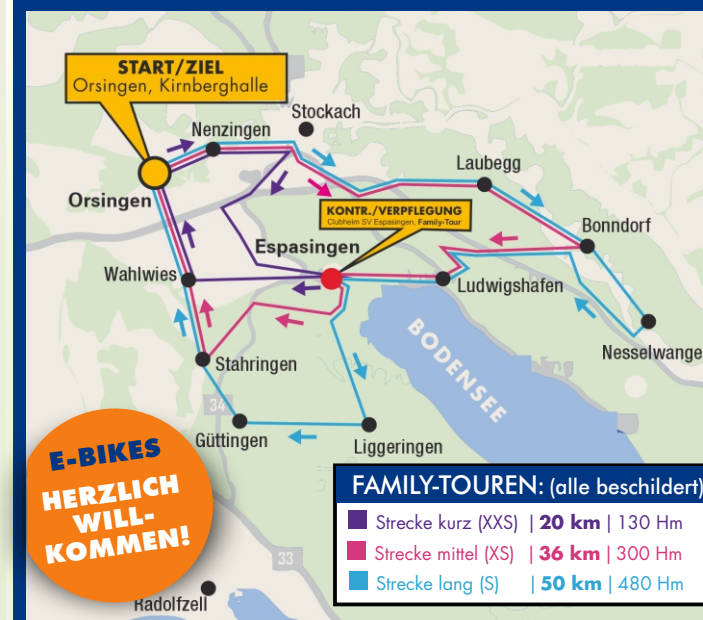 START/ZIEL
Orsingen, Kirnberghalle
Stockach
Nenzingen
Laubegg
Orsingen
KONTR./VERPFLEGUNG
Clubheim SV Espasingen, Family-Tour
Bonndorf
Espasingen
Wahlwies
Ludwigshafen
BODENSEE
Nesselwange
Stahringen
34
Güttingen
Liggeringen
E-BIKES
HERZLICH
WILL-
KOMMEN!
FAMILY-TOUREN: (alle beschildert)
Strecke kurz (XXS) | 20 km | 130 Hm
Strecke mittel (XS) | 36 km | 300 Hm
Strecke lang (S) | 50 km | 480 Hm
33
Radolfzell